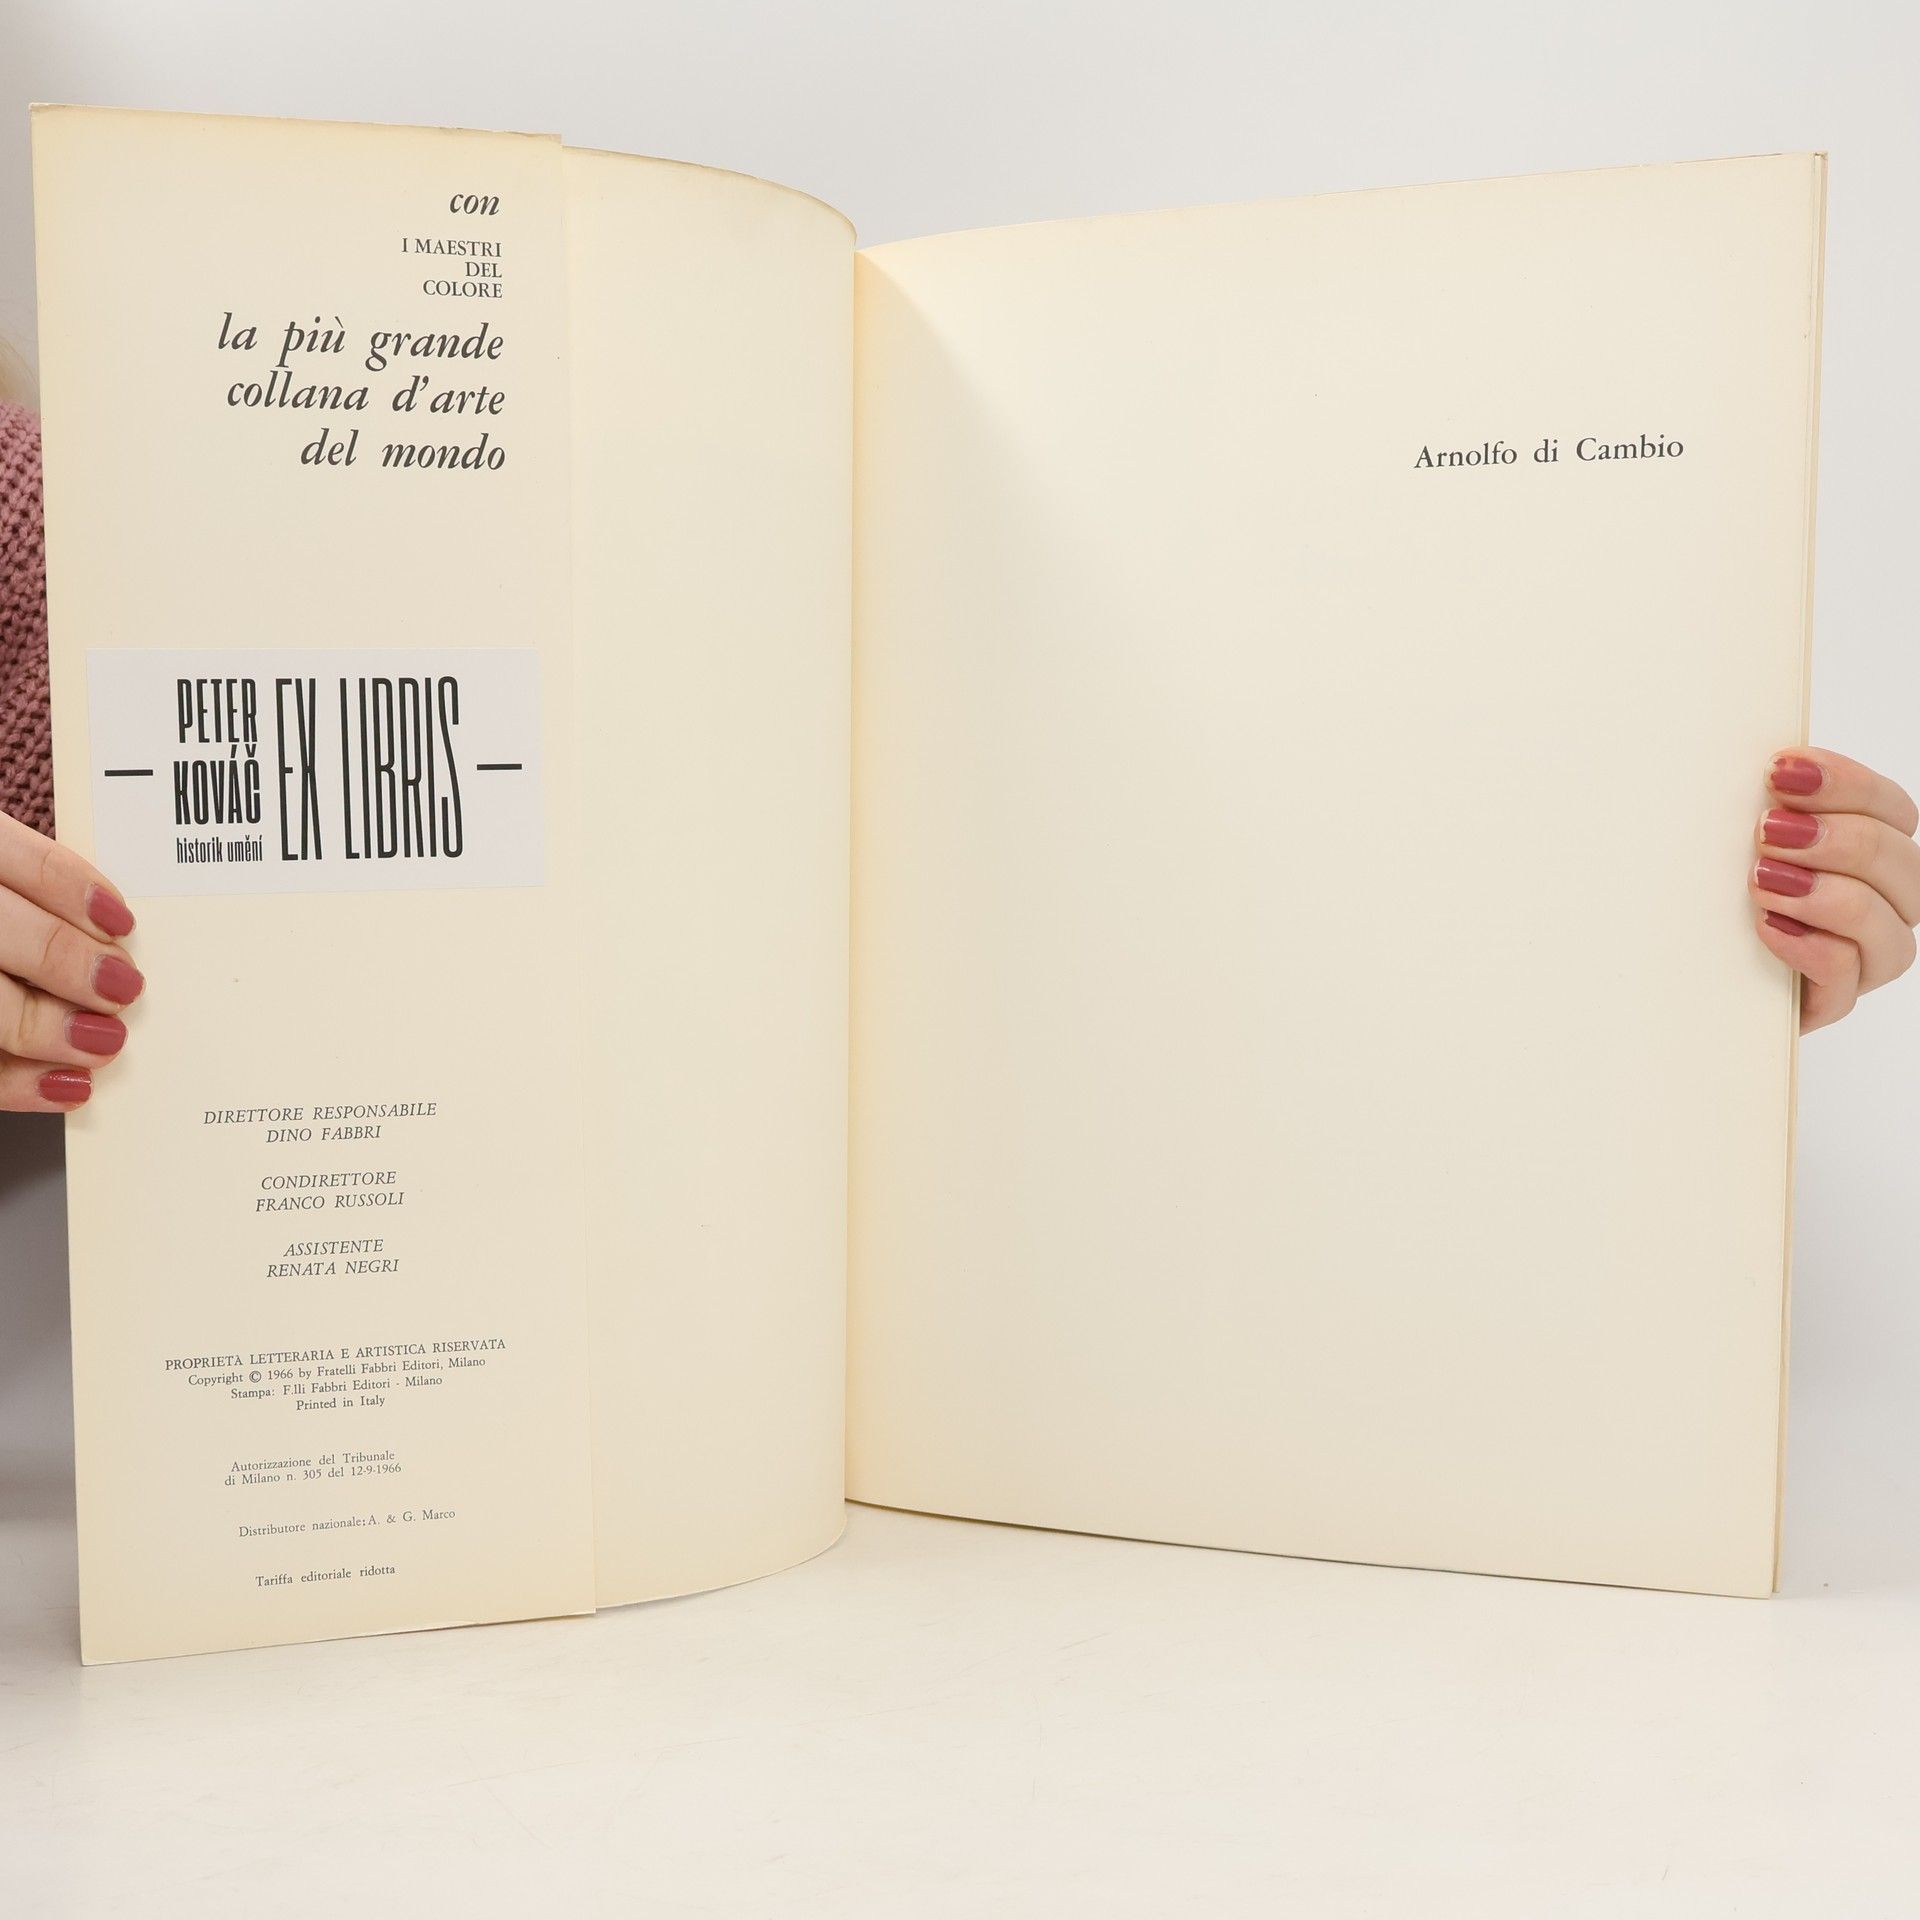 con
I MAESTRI
DEL
COLORE
la più grande
collana d'arte
del mondo
PETER
KOVÁČ
historik umění
EX LIBRIS
DIRETTORE RESPONSABILE
DINO FABBRI
CONDIRETTORE
FRANCO RUSSOLI
ASSISTENTE
RENATA NEGRI
PROPRIETÀ LETTERARIA E ARTISTICA RISERVATA
Copyright © 1966 by Fratelli Fabbri Editori, Milano
Stampa: F.lli Fabbri Editori - Milano
Printed in Italy
Autorizzazione del Tribunale
di Milano n. 305 del 12-9-1966
Distributore nazionale: A. & G. Marco
Tariffa editoriale ridotta
Arnolfo di Cambio